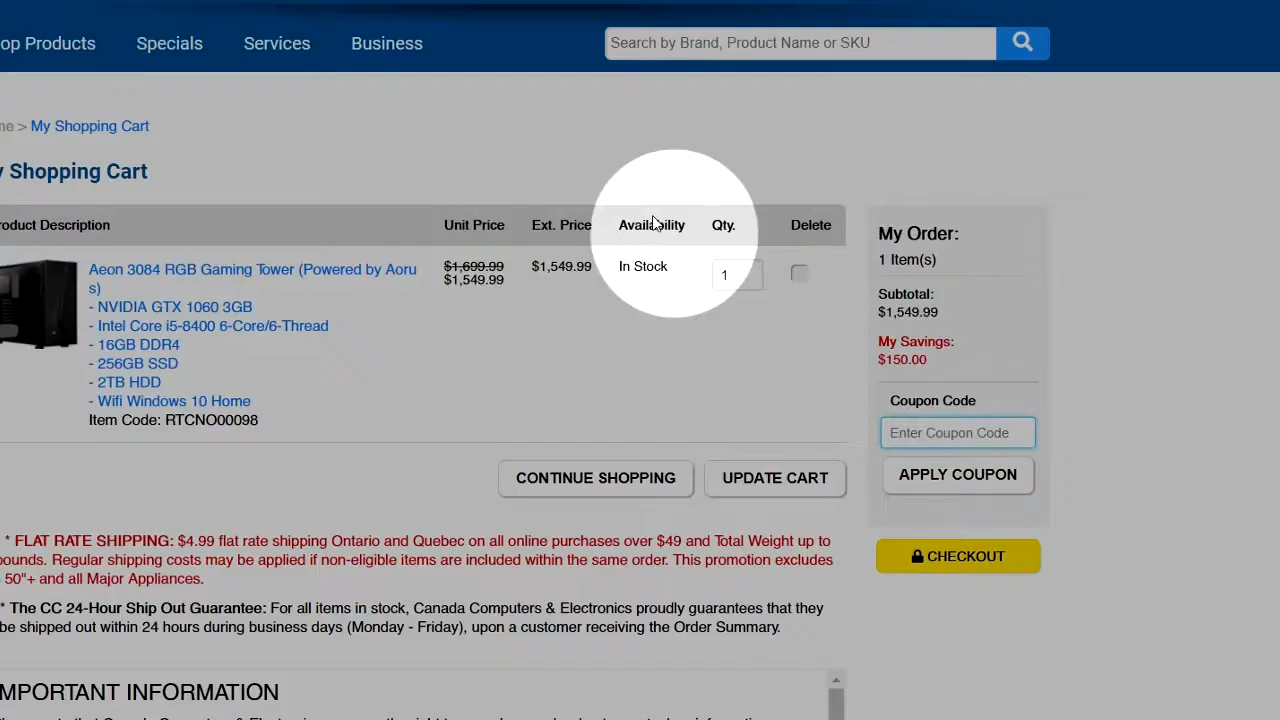 op Products
Specials
Services
Business
Search by Brand, Product Name or SKU
me > My Shopping Cart
y Shopping Cart
roduct Description
Unit Price
Ext. Price
Availability
Qty.
Delete
Aeon 3084 RGB Gaming Tower (Powered by Aoru
s)
- NVIDIA GTX 1060 3GB
- Intel Core i5-8400 6-Core/6-Thread
- 16GB DDR4
- 256GB SSD
- 2TB HDD
- Wifi Windows 10 Home
Item Code: RTCNO00098
$1,699.99
$1,549.99
$1,549.99
In Stock
1
My Order:
1 Item(s)
Subtotal:
$1,549.99
My Savings:
$150.00
Coupon Code
Enter Coupon Code
APPLY COUPON
CONTINUE SHOPPING
UPDATE CART
CHECKOUT
* FLAT RATE SHIPPING: $4.99 flat rate shipping Ontario and Quebec on all online purchases over $49 and Total Weight up to
ounds. Regular shipping costs may be applied if non-eligible items are included within the same order. This promotion excludes
50"+ and all Major Appliances.
* The CC 24-Hour Ship Out Guarantee: For all items in stock, Canada Computers & Electronics proudly guarantees that they
be shipped out within 24 hours during business days (Monday - Friday), upon a customer receiving the Order Summary.
MPORTANT INFORMATION